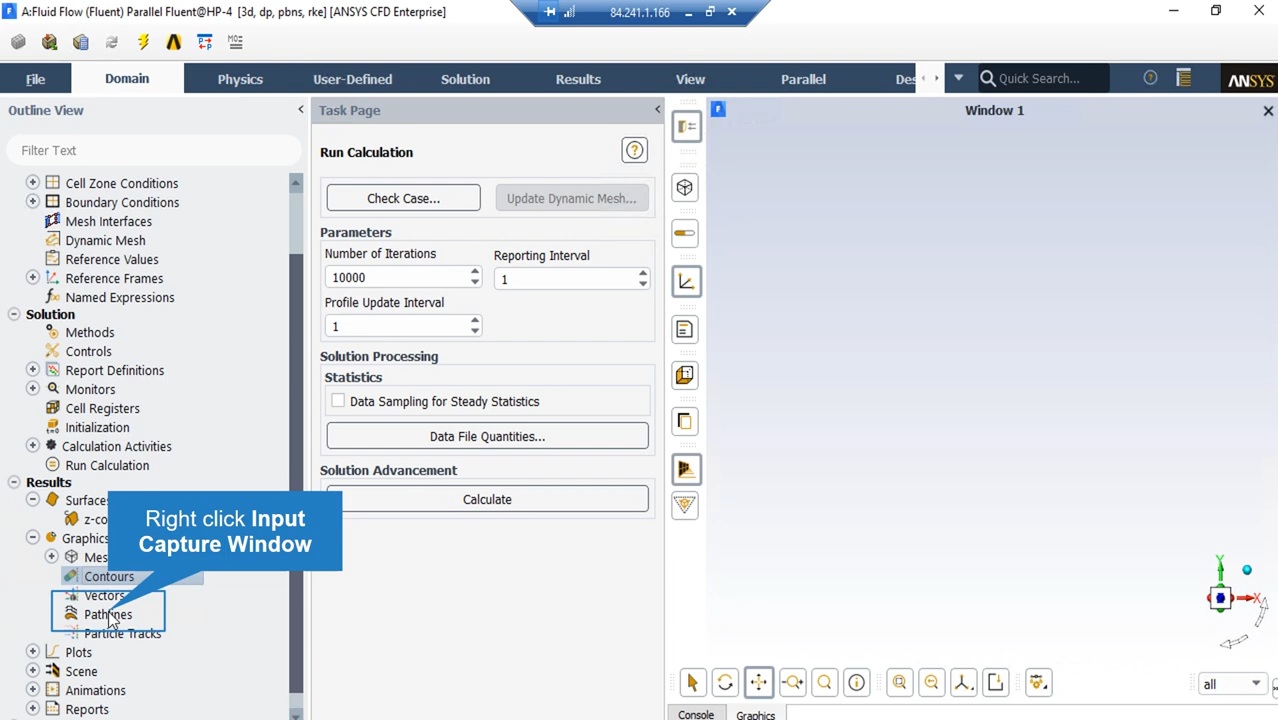 A:Fluid Flow (Fluent) Parallel Fluent@HP-4 [3d, dp, pbns, rke] [ANSYS CFD Enterprise]
84.241.1.166
File
Domain
Physics
User-Defined
Solution
Results
View
Parallel
Quick Search...
ANSYS
Outline View
Filter Text
Cell Zone Conditions
Boundary Conditions
Mesh Interfaces
Dynamic Mesh
Reference Values
Reference Frames
Named Expressions
Solution
Methods
Controls
Report Definitions
Monitors
Cell Registers
Initialization
Calculation Activities
Run Calculation
Results
Surfaces
Graphics
Contours
Vectors
Pathlines
Particle Tracks
Plots
Scene
Animations
Reports
Right click Input
Capture Window
Task Page
Run Calculation
Check Case...
Update Dynamic Mesh...
Parameters
Number of Iterations
Reporting Interval
10000
1
Profile Update Interval
1
Solution Processing
Statistics
Data Sampling for Steady Statistics
Data File Quantities...
Solution Advancement
Calculate
Window 1
Y
X
all
Console
Graphics